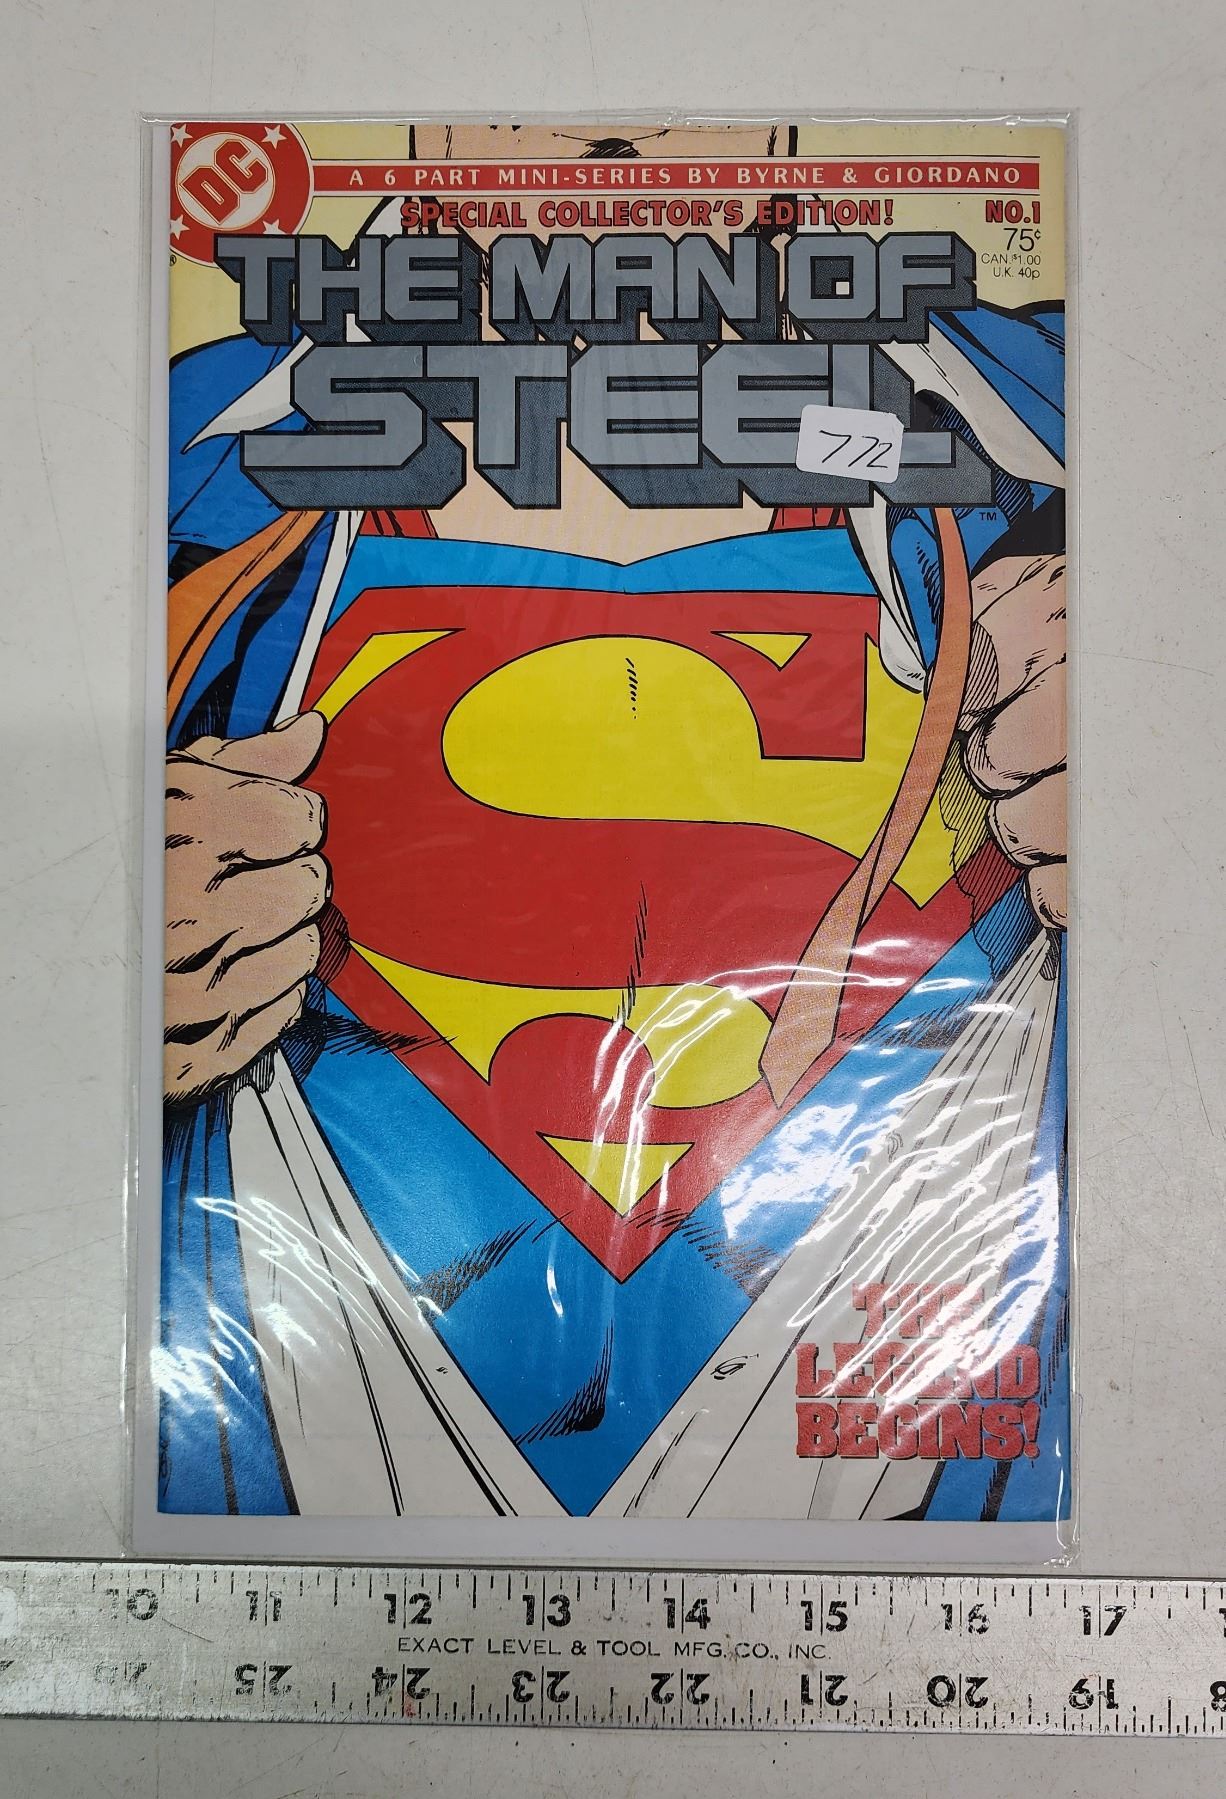 DC
A 6 PART MINI-SERIES BY BYRNE & GIORDANO
SPECIAL COLLECTOR'S EDITION!
NO.1
75¢
CAN. $1.00
U.K. 40p
®
THE MAN OF
STEEL
772
TM
S
THE
LEGEND
BEGINS!
10 11 12 13 14 15 16 17
EXACT LEVEL & TOOL MFG. CO., INC.
26 25 24 23 22 21 20 19